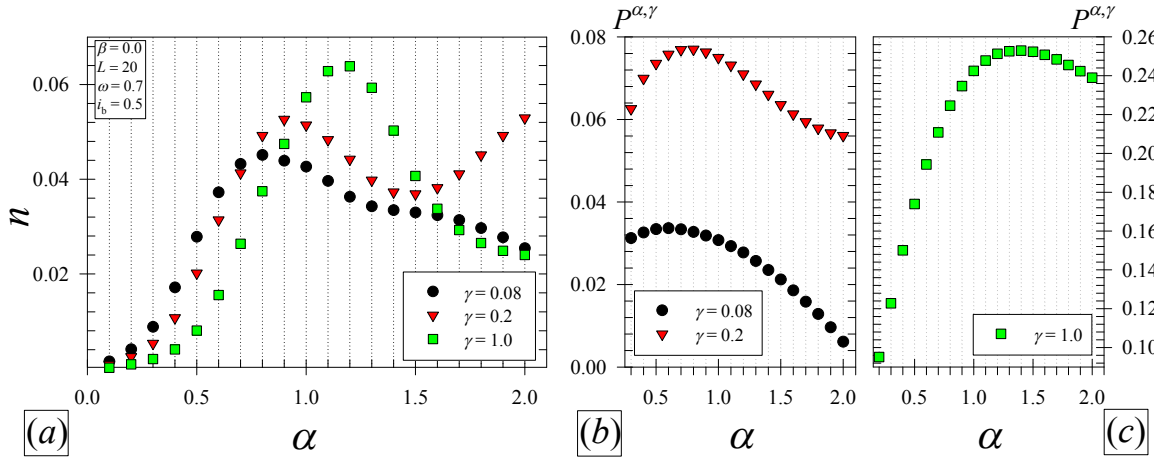 β = 0.0
L = 20
ω = 0.7
i_b = 0.5
0.06
0.04
0.02
n
γ = 0.08
γ = 0.2
γ = 1.0
0.0 0.5 1.0 1.5 2.0
(a) α
P^{α,γ}
0.08
0.06
0.04
0.02
0.00
γ = 0.08
γ = 0.2
0.5 1.0 1.5 2.0
(b) α
P^{α,γ}
0.26
0.24
0.22
0.20
0.18
0.16
0.14
0.12
0.10
γ = 1.0
0.5 1.0 1.5 2.0
α (c)